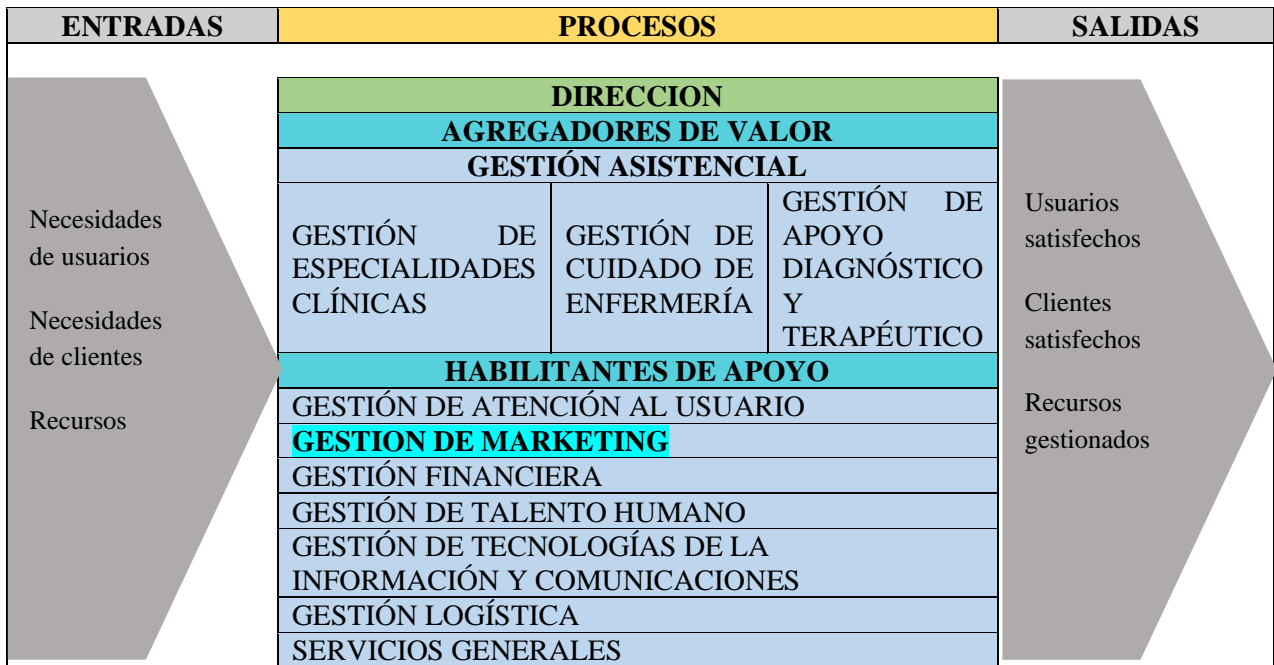 ENTRADAS
PROCESOS
SALIDAS
Necesidades
de usuarios
Necesidades
de clientes
Recursos
DIRECCION
AGREGADORES DE VALOR
GESTIÓN ASISTENCIAL
GESTIÓN DE
ESPECIALIDADES
CLÍNICAS
GESTIÓN DE
CUIDADO DE
ENFERMERÍA
GESTIÓN DE
APOYO
DIAGNÓSTICO
Y
TERAPÉUTICO
HABILITANTES DE APOYO
GESTIÓN DE ATENCIÓN AL USUARIO
GESTION DE MARKETING
GESTIÓN FINANCIERA
GESTIÓN DE TALENTO HUMANO
GESTIÓN DE TECNOLOGÍAS DE LA
INFORMACIÓN Y COMUNICACIONES
GESTIÓN LOGÍSTICA
SERVICIOS GENERALES
Usuarios
satisfechos
Clientes
satisfechos
Recursos
gestionados